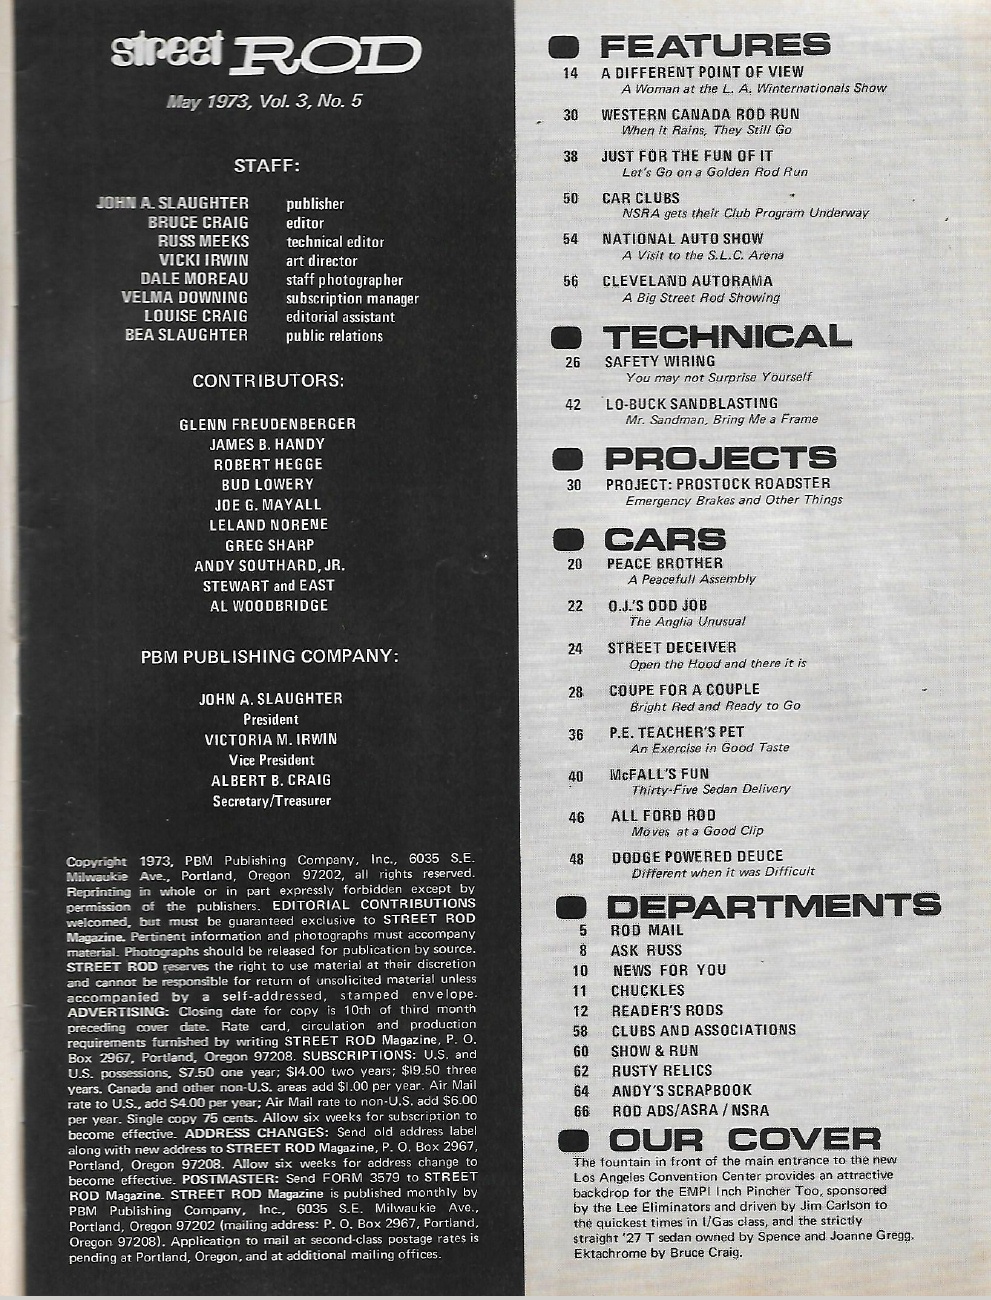 street ROD
May 1973, Vol. 3, No. 5
STAFF:
JOHN A. SLAUGHTER publisher
BRUCE CRAIG editor
RUSS MEEKS technical editor
VICKI IRWIN art director
DALE MOREAU staff photographer
VELMA DOWNING subscription manager
LOUISE CRAIG editorial assistant
BEA SLAUGHTER public relations
CONTRIBUTORS:
GLENN FREUDENBERGER
JAMES B. HANDY
ROBERT HEGGE
BUD LOWERY
JOE G. MAYALL
LELAND NORENE
GREG SHARP
ANDY SOUTHARD, JR.
STEWART and EAST
AL WOODBRIDGE
PBM PUBLISHING COMPANY:
JOHN A. SLAUGHTER
President
VICTORIA M. IRWIN
Vice President
ALBERT B. CRAIG
Secretary/Treasurer
Copyright 1973, PBM Publishing Company, Inc., 6035 S.E.
Milwaukie Ave., Portland, Oregon 97202, all rights reserved.
Reprinting in whole or in part expressly forbidden except by
permission of the publishers. EDITORIAL CONTRIBUTIONS
welcomed, but must be guaranteed exclusive to STREET ROD
Magazine. Pertinent information and photographs must accompany
material. Photographs should be released for publication by source.
STREET ROD reserves the right to use material at their discretion
and cannot be responsible for return of unsolicited material unless
accompanied by a self-addressed, stamped envelope.
ADVERTISING: Closing date for copy is 10th of third month
preceding cover date. Rate card, circulation and production
requirements furnished by writing STREET ROD Magazine, P. O.
Box 2967, Portland, Oregon 97208. SUBSCRIPTIONS: U.S. and
U.S. possessions, $7.50 one year; $14.00 two years; $19.50 three
years. Canada and other non-U.S. areas add $1.00 per year. Air Mail
rate to U.S., add $4.00 per year; Air Mail rate to non-U.S. add $6.00
per year. Single copy 75 cents. Allow six weeks for subscription to
become effective. ADDRESS CHANGES: Send old address label
along with new address to STREET ROD Magazine, P. O. Box 2967,
Portland, Oregon 97208. Allow six weeks for address change to
become effective. POSTMASTER: Send FORM 3579 to STREET
ROD Magazine. STREET ROD Magazine is published monthly by
PBM Publishing Company, Inc., 6035 S.E. Milwaukie Ave.,
Portland, Oregon 97202 (mailing address: P. O. Box 2967, Portland,
Oregon 97208). Application to mail at second-class postage rates is
pending at Portland, Oregon, and at additional mailing offices.
FEATURES
14 A DIFFERENT POINT OF VIEW
A Woman at the L. A. Winternationals Show
30 WESTERN CANADA ROD RUN
When it Rains, They Still Go
38 JUST FOR THE FUN OF IT
Let's Go on a Golden Rod Run
50 CAR CLUBS
NSRA gets their Club Program Underway
54 NATIONAL AUTO SHOW
A Visit to the S.L.C. Arena
56 CLEVELAND AUTORAMA
A Big Street Rod Showing
TECHNICAL
26 SAFETY WIRING
You may not Surprise Yourself
42 LO-BUCK SANDBLASTING
Mr. Sandman, Bring Me a Frame
PROJECTS
30 PROJECT: PROSTOCK ROADSTER
Emergency Brakes and Other Things
CARS
20 PEACE BROTHER
A Peacefull Assembly
22 O.J.'S ODD JOB
The Anglia Unusual
24 STREET DECEIVER
Open the Hood and there it is
28 COUPE FOR A COUPLE
Bright Red and Ready to Go
36 P.E. TEACHER'S PET
An Exercise in Good Taste
40 McFALL'S FUN
Thirty-Five Sedan Delivery
46 ALL FORD ROD
Moves at a Good Clip
48 DODGE POWERED DEUCE
Different when it was Difficult
DEPARTMENTS
5 ROD MAIL
8 ASK RUSS
10 NEWS FOR YOU
11 CHUCKLES
12 READER'S RODS
58 CLUBS AND ASSOCIATIONS
60 SHOW & RUN
62 RUSTY RELICS
64 ANDY'S SCRAPBOOK
66 ROD ADS/ASRA / NSRA
OUR COVER
The fountain in front of the main entrance to the new
Los Angeles Convention Center provides an attractive
backdrop for the EMPI Inch Pincher Too, sponsored
by the Lee Eliminators and driven by Jim Carlson to
the quickest times in I/Gas class, and the strictly
straight '27 T sedan owned by Spence and Joanne Gregg.
Ektachrome by Bruce Craig.